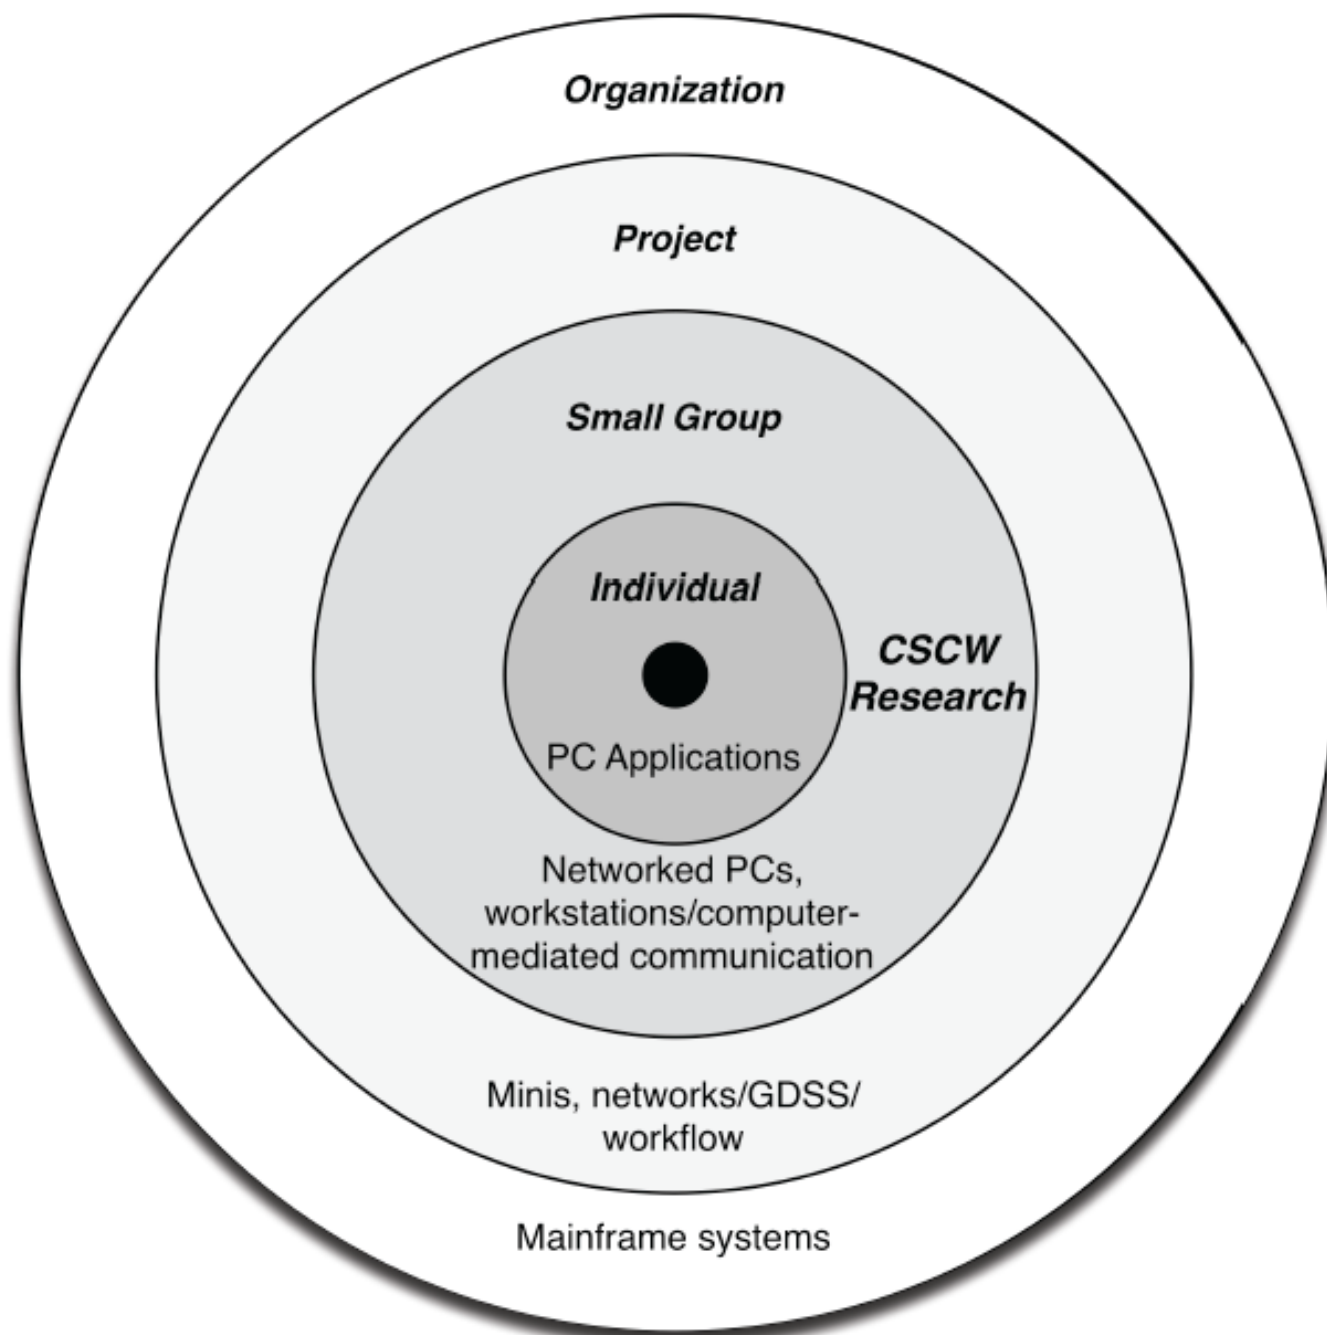 Organization
Project
Small Group
Individual
CSCW
Research
PC Applications
Networked PCs,
workstations/computer-
mediated communication
Minis, networks/GDSS/
workflow
Mainframe systems